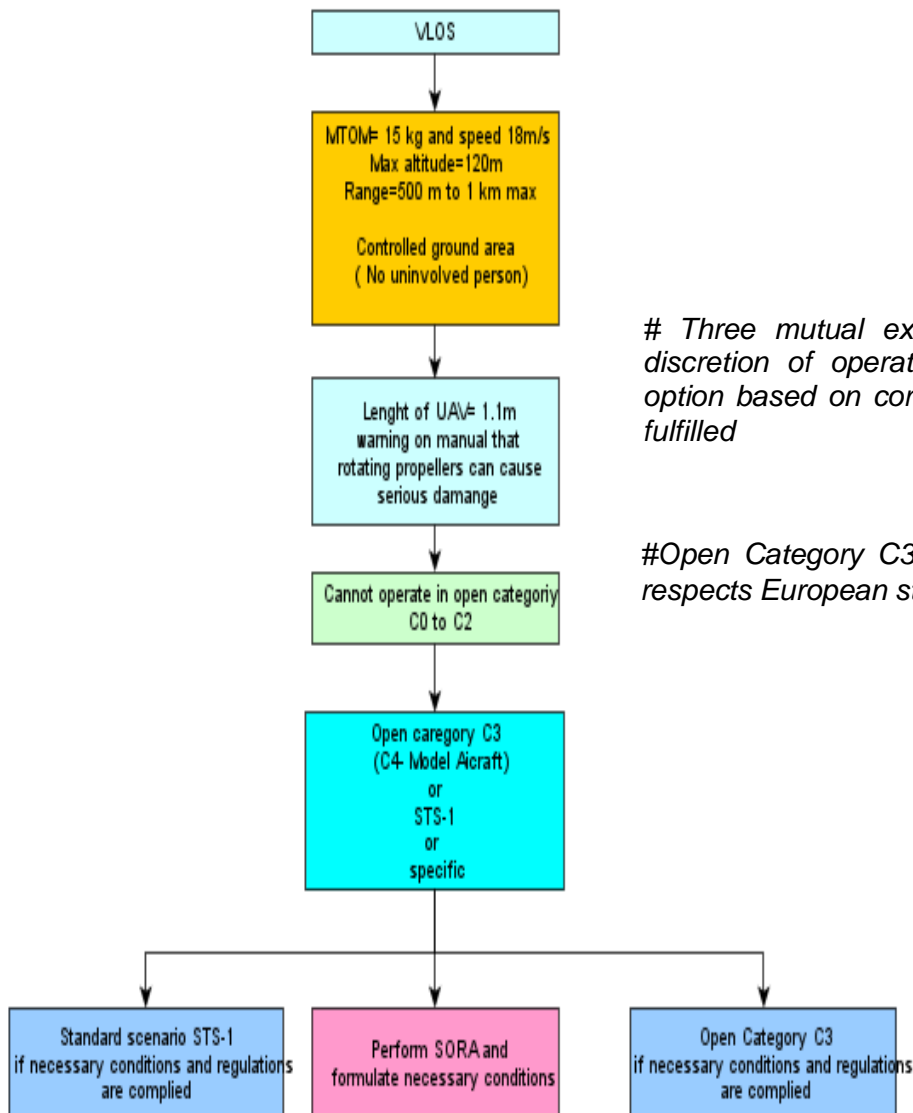 VLOS
MTOM= 15 kg and speed 18m/s
Max altitude=120m
Range=500 m to 1 km max
Controlled ground area
( No uninvolved person)
# Three mutual ex
discretion of operat
option based on cor
fulfilled
Lenght of UAV= 1.1m
warning on manual that
rotating propellers can cause
serious damange
#Open Category C3
respects European st
Cannot operate in open categoriy
C0 to C2
Open caregory C3
(C4- Model Aicraft)
or
STS-1
or
specific
Standard scenario STS-1
if necessary conditions and regulations
are complied
Perform SORA and
formulate necessary conditions
Open Category C3
if necessary conditions and regulations
are complied